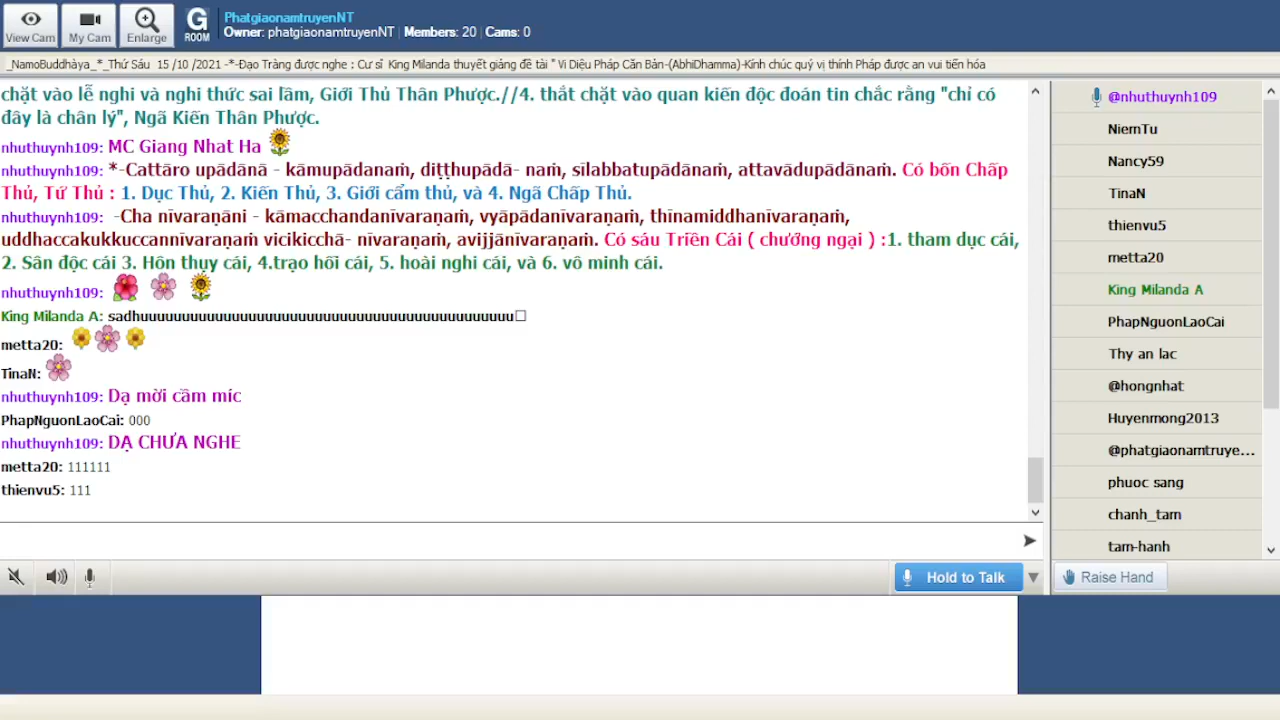 View Cam
My Cam
Enlarge
G
ROOM
PhatgiaonamtruyenNT
Owner: phatgiaonamtruyenNT | Members: 20 | Cams: 0
_NamoBuddhàya_*_Thứ Sáu 15 /10 /2021 -*-Đạo Tràng được nghe : Cư sĩ King Milanda thuyết giảng đề tài " Vi Diệu Pháp Căn Bản-(AbhiDhamma)-Kính chúc quý vị thính Pháp được an vui tiến hóa
chặt vào lễ nghi và nghi thức sai lầm, Giới Thủ Thân Phược.//4. thắt chặt vào quan kiến độc đoán tin chắc rằng "chỉ có
đây là chân lý", Ngã Kiến Thân Phược.
nhuthuynh109: MC Giang Nhat Ha
nhuthuynh109: *-Cattāro upādānā - kāmupādanaṁ, diṭṭhupādā- naṁ, sīlabbatupādānaṁ, attavādupādānaṁ. Có bốn Chấp
Thủ, Tứ Thủ : 1. Dục Thủ, 2. Kiến Thủ, 3. Giới cẩm thủ, và 4. Ngã Chấp Thủ.
nhuthuynh109: -Cha nīvaraṇāni - kāmacchandanīvaraṇaṁ, vyāpādanīvaraṇaṁ, thīnamiddhanīvaraṇaṁ,
uddhaccakukkuccannīvaraṇaṁ vicikicchā- nīvaraṇaṁ, avijjānīvaraṇaṁ. Có sáu Triền Cái ( chướng ngại ) :1. tham dục cái,
2. Sân độc cái 3. Hôn thụy cái, 4.trạo hối cái, 5. hoài nghi cái, và 6. vô minh cái.
nhuthuynh109:
King Milanda A: sadhuuuuuuuuuuuuuuuuuuuuuuuuuuuuuuuuuuuuuuuuuuuu□
metta20:
TinaN:
nhuthuynh109: Dạ mời cầm míc
PhapNguonLaoCai: 000
nhuthuynh109: DẠ CHƯA NGHE
metta20: 111111
thienvu5: 111
Hold to Talk
@nhuthuynh109
NiemTu
Nancy59
TinaN
thienvu5
metta20
King Milanda A
PhapNguonLaoCai
Thy an lac
@hongnhat
Huyenmong2013
@phatgiaonamtruye...
phuoc sang
chanh_tam
tam-hanh
Raise Hand